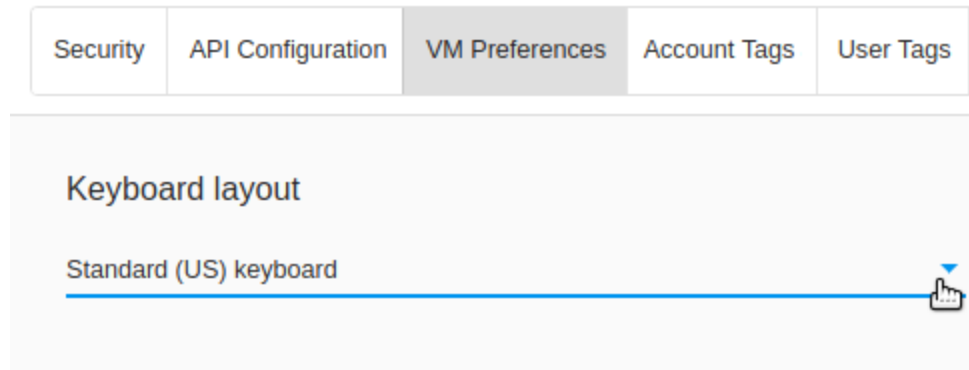 Security API Configuration VM Preferences Account Tags User Tags
Keyboard layout
Standard (US) keyboard